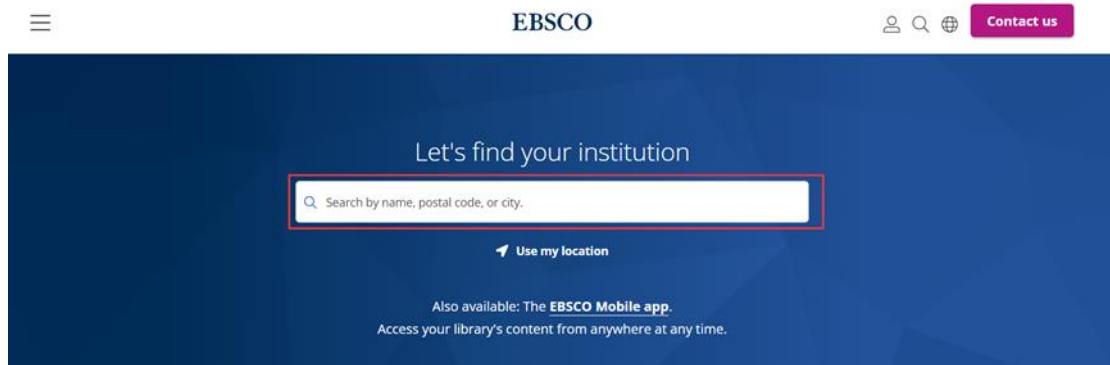 EBSCO
Contact us
Let's find your institution
Search by name, postal code, or city.
Use my location
Also available: The EBSCO Mobile app.
Access your library's content from anywhere at any time.